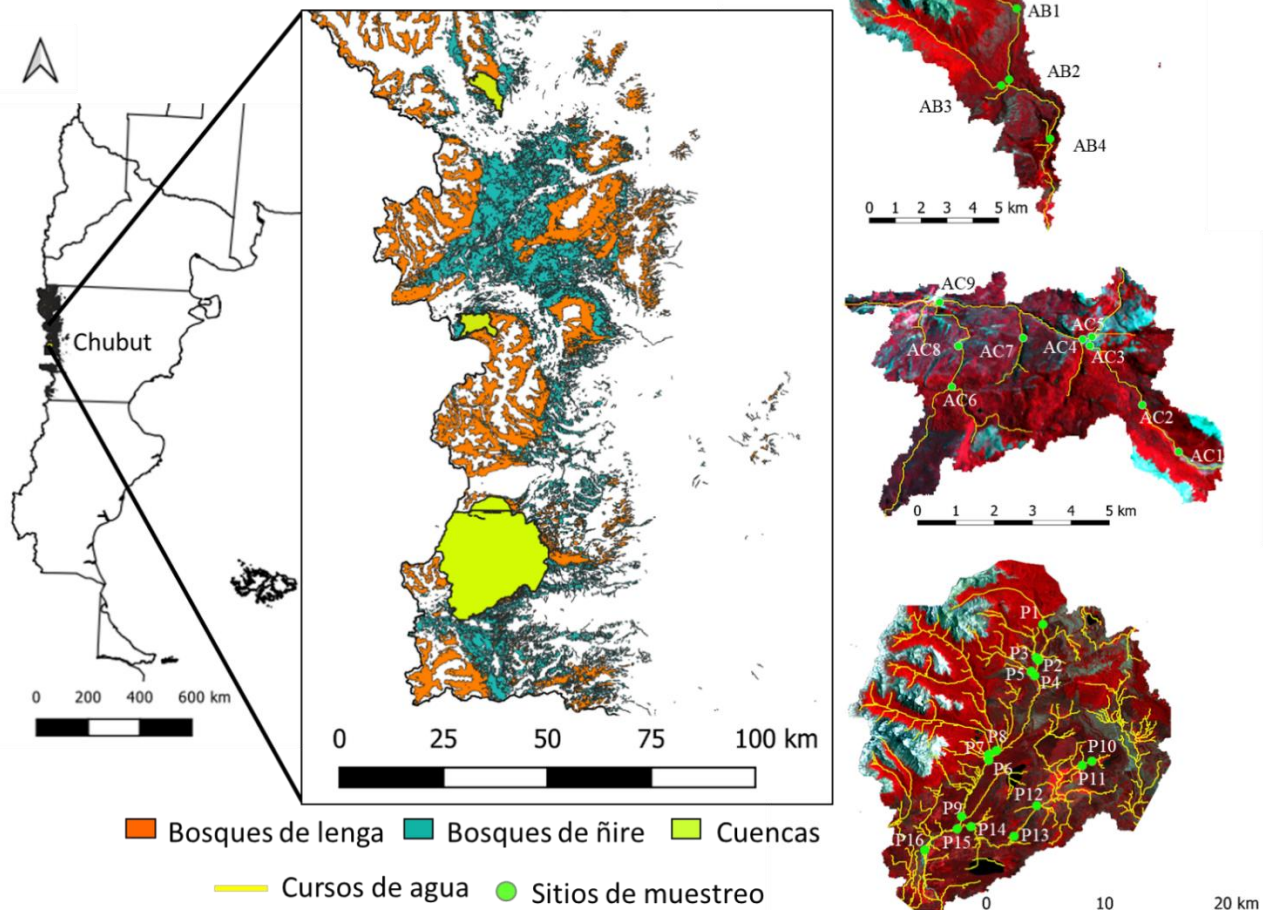 Chubut
0 200 400 600 km
0 25 50 75 100 km
Bosques de lenga Bosques de ñire Cuencas
Cursos de agua Sitios de muestreo
AB1
AB2
AB3
AB4
0 1 2 3 4 5 km
AC9
AC5
AC8 AC7 AC4 AC3
AC6
AC2
AC1
0 1 2 3 4 5 km
P1
P3 P2
P5 P4
P8
P7 P10
P6 P11
P12
P9
P14
P16 P15 P13
0 10 20 km